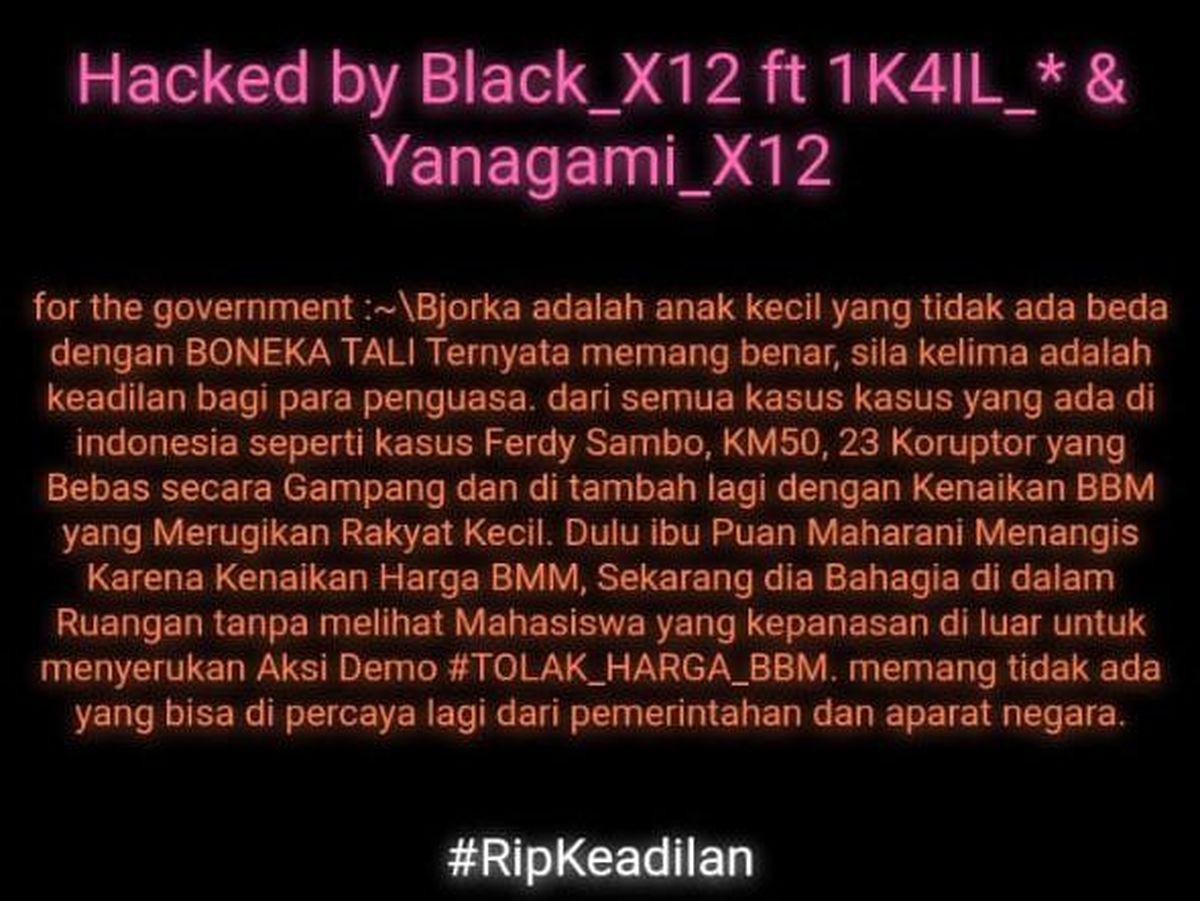 Hacked by Black_X12 ft 1K4IL_* &
Yanagami_X12
for the government :~\Bjorka adalah anak kecil yang tidak ada beda
dengan BONEKA TALI Ternyata memang benar, sila kelima adalah
keadilan bagi para penguasa. dari semua kasus kasus yang ada di
indonesia seperti kasus Ferdy Sambo, KM50, 23 Koruptor yang
Bebas secara Gampang dan di tambah lagi dengan Kenaikan BBM
yang Merugikan Rakyat Kecil. Dulu ibu Puan Maharani Menangis
Karena Kenaikan Harga BMM, Sekarang dia Bahagia di dalam
Ruangan tanpa melihat Mahasiswa yang kepanasan di luar untuk
menyerukan Aksi Demo #TOLAK_HARGA_BBM. memang tidak ada
yang bisa di percaya lagi dari pemerintahan dan aparat negara.
#RipKeadilan